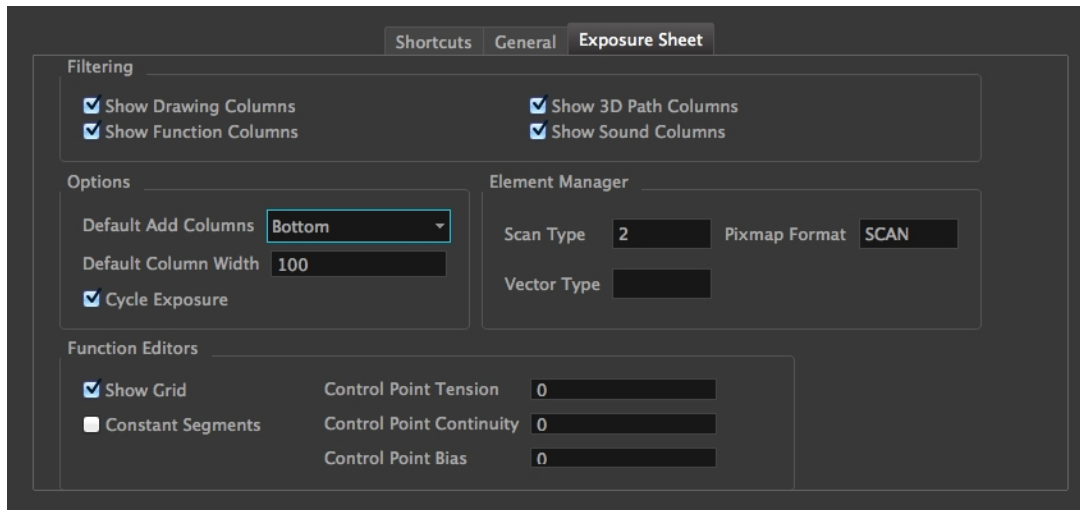 Shortcuts General Exposure Sheet
Filtering
Show Drawing Columns Show 3D Path Columns
Show Function Columns Show Sound Columns
Options Element Manager
Default Add Columns Bottom Scan Type 2 Pixmap Format SCAN
Default Column Width 100 Vector Type
Cycle Exposure
Function Editors
Show Grid Control Point Tension 0
Constant Segments Control Point Continuity 0
Control Point Bias 0